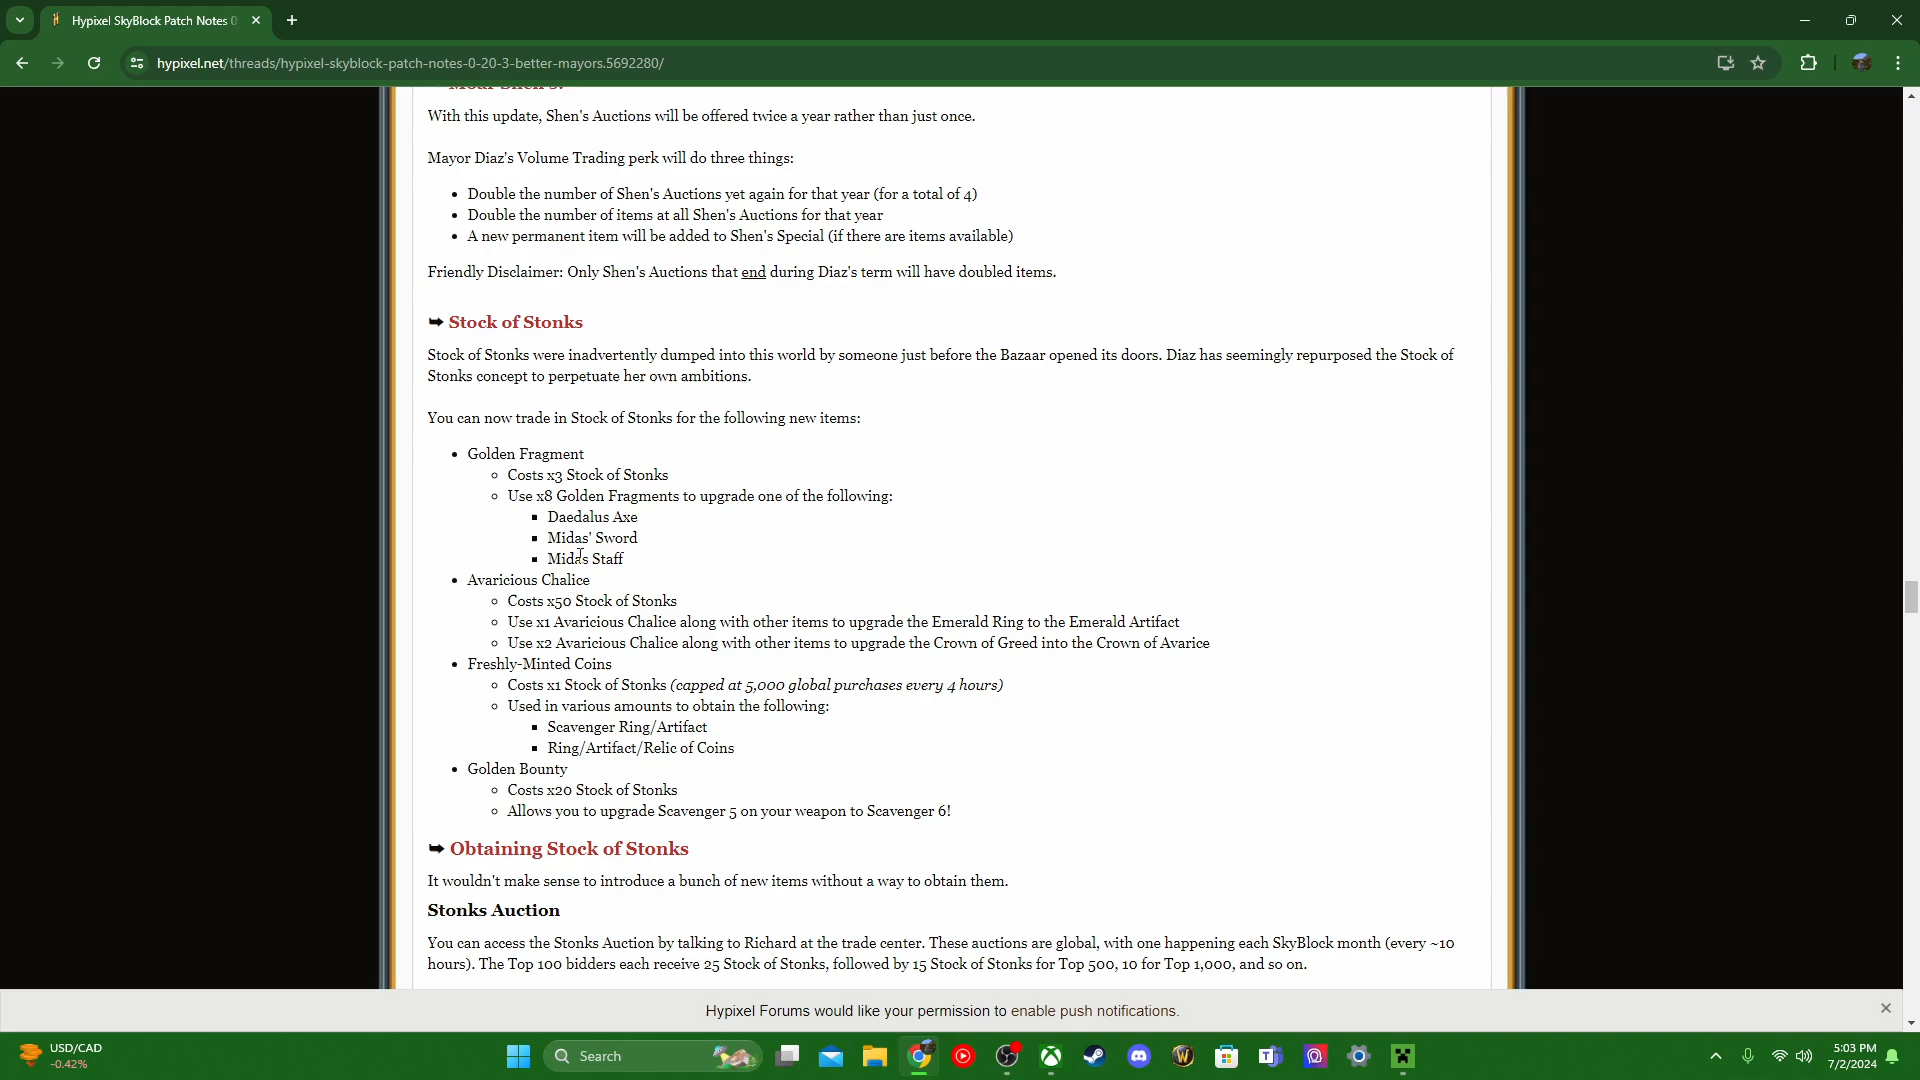 Hypixel SkyBlock Patch Notes 0
hypixel.net/threads/hypixel-skyblock-patch-notes-0-20-3-better-mayors.5692280/
With this update, Shen's Auctions will be offered twice a year rather than just once.
Mayor Diaz's Volume Trading perk will do three things:
• Double the number of Shen's Auctions yet again for that year (for a total of 4)
• Double the number of items at all Shen's Auctions for that year
• A new permanent item will be added to Shen's Special (if there are items available)
Friendly Disclaimer: Only Shen's Auctions that end during Diaz's term will have doubled items.
➥ Stock of Stonks
Stock of Stonks were inadvertently dumped into this world by someone just before the Bazaar opened its doors. Diaz has seemingly repurposed the Stock of
Stonks concept to perpetuate her own ambitions.
You can now trade in Stock of Stonks for the following new items:
• Golden Fragment
◦ Costs x3 Stock of Stonks
◦ Use x8 Golden Fragments to upgrade one of the following:
▪ Daedalus Axe
▪ Midas' Sword
▪ Midas Staff
• Avaricious Chalice
◦ Costs x50 Stock of Stonks
◦ Use x1 Avaricious Chalice along with other items to upgrade the Emerald Ring to the Emerald Artifact
◦ Use x2 Avaricious Chalice along with other items to upgrade the Crown of Greed into the Crown of Avarice
• Freshly-Minted Coins
◦ Costs x1 Stock of Stonks (capped at 5,000 global purchases every 4 hours)
◦ Used in various amounts to obtain the following:
▪ Scavenger Ring/Artifact
▪ Ring/Artifact/Relic of Coins
• Golden Bounty
◦ Costs x20 Stock of Stonks
◦ Allows you to upgrade Scavenger 5 on your weapon to Scavenger 6!
➥ Obtaining Stock of Stonks
It wouldn't make sense to introduce a bunch of new items without a way to obtain them.
Stonks Auction
You can access the Stonks Auction by talking to Richard at the trade center. These auctions are global, with one happening each SkyBlock month (every ~10
hours). The Top 100 bidders each receive 25 Stock of Stonks, followed by 15 Stock of Stonks for Top 500, 10 for Top 1,000, and so on.
Hypixel Forums would like your permission to enable push notifications.
USD/CAD
-0.42%
Search
5:03 PM
7/2/2024